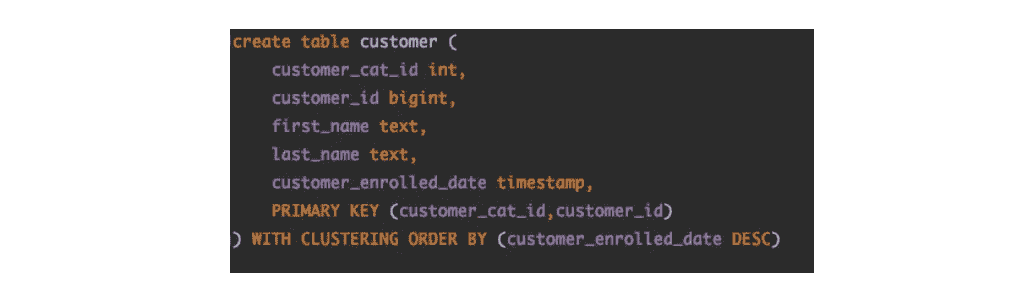 create table customer (
customer_cat_id int,
customer_id bigint,
first_name text,
last_name text,
customer_enrolled_date timestamp,
PRIMARY KEY (customer_cat_id,customer_id)
) WITH CLUSTERING ORDER BY (customer_enrolled_date DESC)